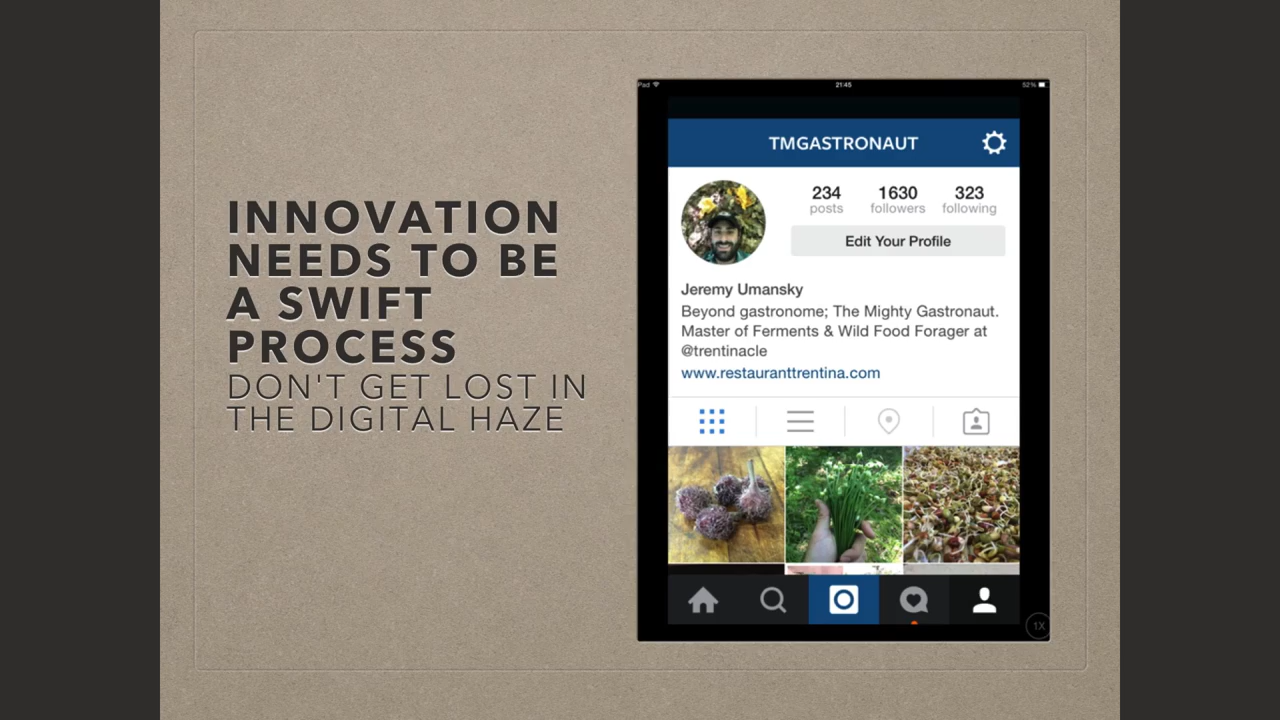 INNOVATION
NEEDS TO BE
A SWIFT
PROCESS
DON'T GET LOST IN
THE DIGITAL HAZE
Pad 21:45 52%
TMGASTRONAUT
234 1630 323
posts followers following
Edit Your Profile
Jeremy Umansky
Beyond gastronome; The Mighty Gastronaut.
Master of Ferments & Wild Food Forager at
@trentinacle
www.restauranttrentina.com
1X